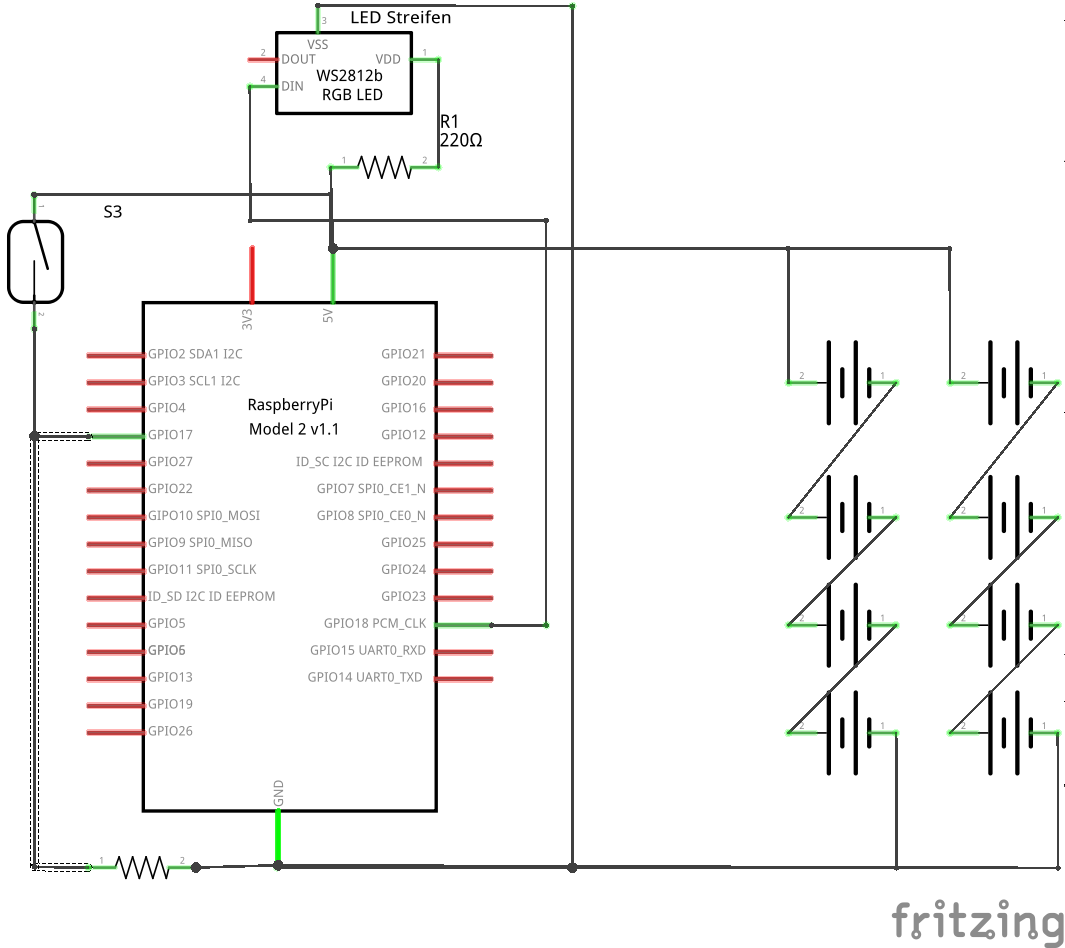 LED Streifen
3
VSS
2 DOUT VDD 1
WS2812b
4 DIN
RGB LED
R1
220Ω
1 2
1
S3
2
3V3 5V
GPIO2 SDA1 I2C GPIO21
GPIO3 SCL1 I2C GPIO20
2 1 2 1
GPIO4 RaspberryPi GPIO16
GPIO17 Model 2 v1.1 GPIO12
GPIO27 ID_SC I2C ID EEPROM
GPIO22 GPIO7 SPI0_CE1_N
GIPO10 SPI0_MOSI GPIO8 SPI0_CE0_N
2 1 2 1
GPIO9 SPI0_MISO GPIO25
GPIO11 SPI0_SCLK GPIO24
ID_SD I2C ID EEPROM GPIO23
GPIO5 GPIO18 PCM_CLK
2 1 2 1
GPIO6 GPIO15 UART0_RXD
GPIO13 GPIO14 UART0_TXD
GPIO19
GPIO26
2 1 2 1
GND
1 2
fritzing